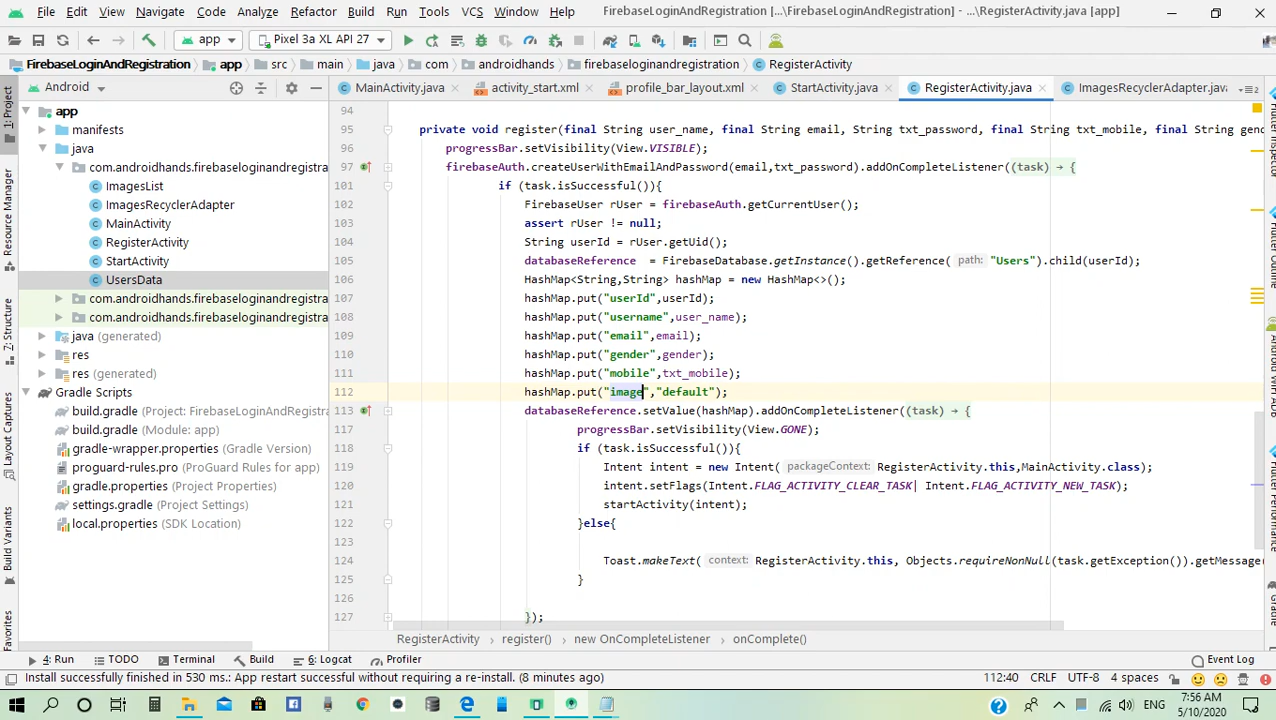 File Edit View Navigate Code Analyze Refactor Build Run Tools VCS Window Help FirebaseLoginAndRegistration [...\FirebaseLoginAndRegistration] - ...\RegisterActivity.java [app]
app Pixel 3a XL API 27
FirebaseLoginAndRegistration app src main java com androidhands firebaseloginandregistration RegisterActivity
Android MainActivity.java activity_start.xml profile_bar_layout.xml StartActivity.java RegisterActivity.java ImagesRecyclerAdapter.java
1: Project
Resource Manager
7: Structure
Layout Captures
Build Variants
Favorites
app
manifests
java
com.androidhands.firebaseloginandregistra
ImagesList
ImagesRecyclerAdapter
MainActivity
RegisterActivity
StartActivity
UsersData
com.androidhands.firebaseloginandregistra
com.androidhands.firebaseloginandregistra
java (generated)
res
res (generated)
Gradle Scripts
build.gradle (Project: FirebaseLoginAndRegistration
build.gradle (Module: app)
gradle-wrapper.properties (Gradle Version)
proguard-rules.pro (ProGuard Rules for app)
gradle.properties (Project Properties)
settings.gradle (Project Settings)
local.properties (SDK Location)
94
95 private void register(final String user_name, final String email, String txt_password, final String txt_mobile, final String gend
96 progressBar.setVisibility(View.VISIBLE);
97 firebaseAuth.createUserWithEmailAndPassword(email,txt_password).addOnCompleteListener((task) → {
101 if (task.isSuccessful()){
102 FirebaseUser rUser = firebaseAuth.getCurrentUser();
103 assert rUser != null;
104 String userId = rUser.getUid();
105 databaseReference = FirebaseDatabase.getInstance().getReference( path: "Users").child(userId);
106 HashMap<String,String> hashMap = new HashMap<>();
107 hashMap.put("userId",userId);
108 hashMap.put("username",user_name);
109 hashMap.put("email",email);
110 hashMap.put("gender",gender);
111 hashMap.put("mobile",txt_mobile);
112 hashMap.put("image","default");
113 databaseReference.setValue(hashMap).addOnCompleteListener((task) → {
117 progressBar.setVisibility(View.GONE);
118 if (task.isSuccessful()){
119 Intent intent = new Intent( packageContext: RegisterActivity.this,MainActivity.class);
120 intent.setFlags(Intent.FLAG_ACTIVITY_CLEAR_TASK| Intent.FLAG_ACTIVITY_NEW_TASK);
121 startActivity(intent);
122 }else{
123
124 Toast.makeText( context: RegisterActivity.this, Objects.requireNonNull(task.getException()).getMessage
125 }
126
127 });
RegisterActivity register() new OnCompleteListener onComplete()
4: Run TODO Terminal Build 6: Logcat Profiler Event Log
Install successfully finished in 530 ms.: App restart successful without requiring a re-install. (8 minutes ago) 112:40 CRLF UTF-8 4 spaces
ENG 7:56 AM
5/10/2020